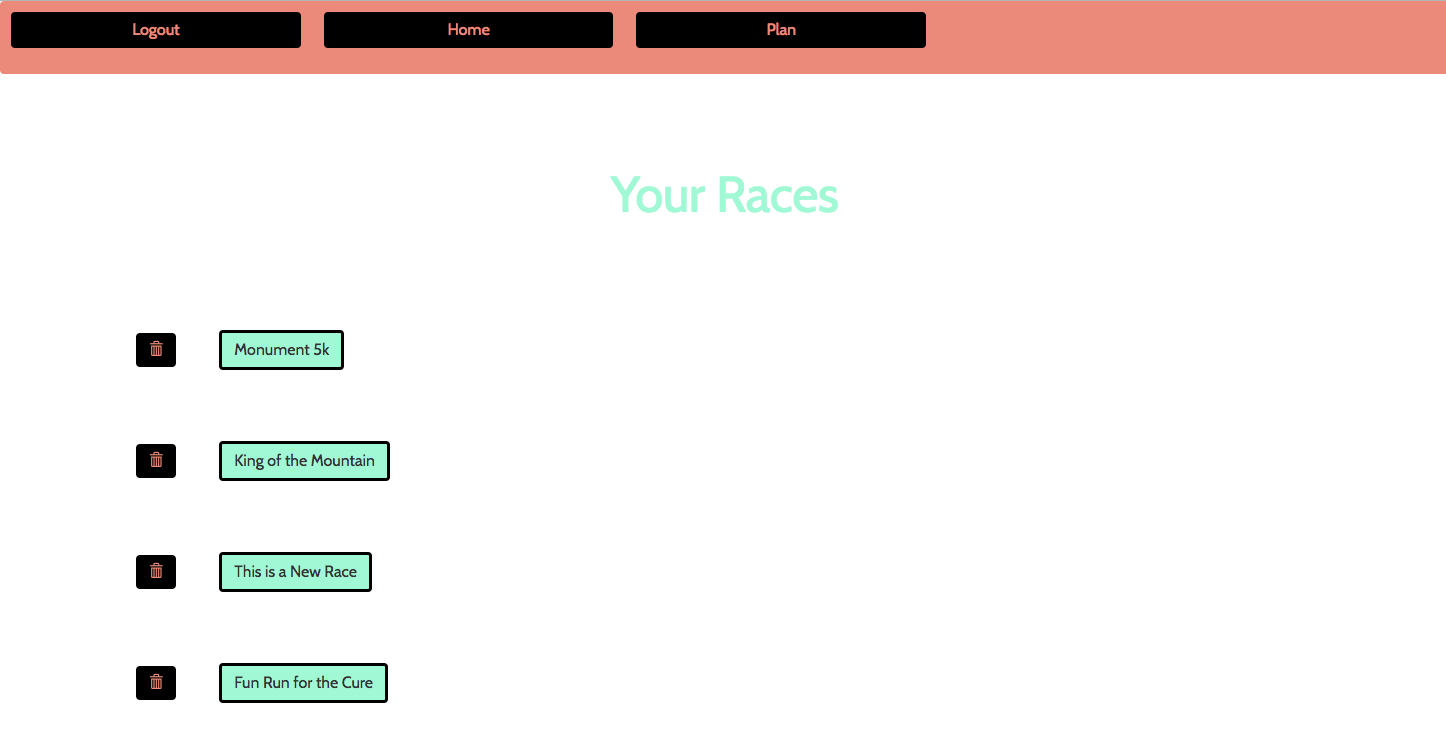 Logout Home Plan
Your Races
Monument 5k
King of the Mountain
This is a New Race
Fun Run for the Cure